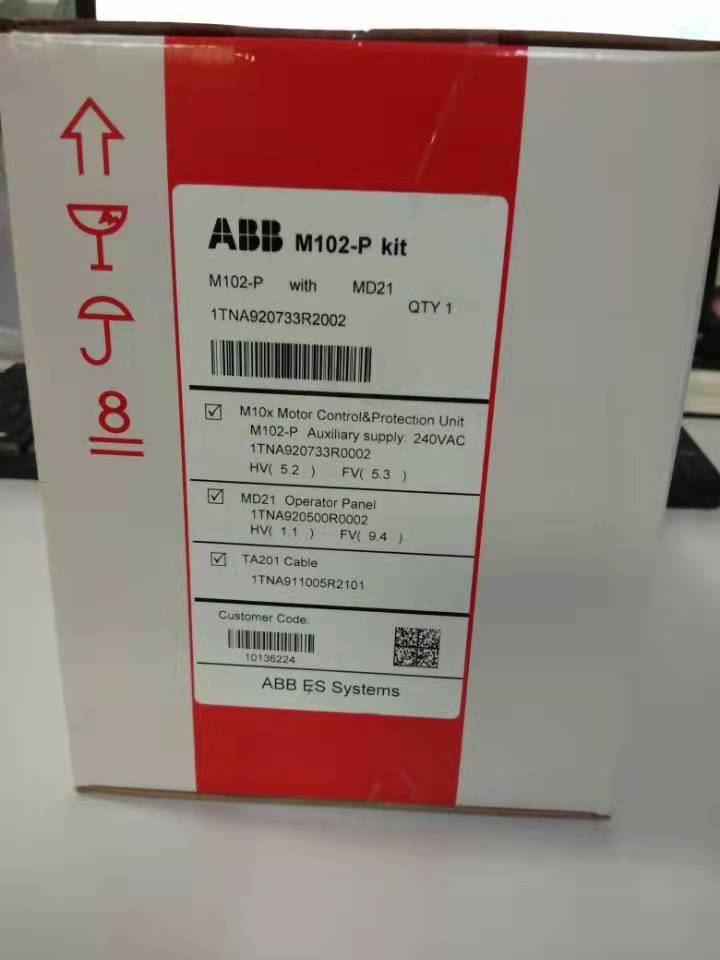 8
ABB M102-P kit
M102-P with MD21
QTY 1
1TNA920733R2002
M10x Motor Control&Protection Unit
M102-P Auxiliary supply: 240VAC
1TNA920733R0002
HV( 5.2 ) FV( 5.3 )
MD21 Operator Panel
1TNA920500R0002
HV( 1.1 ) FV( 9.4 )
TA201 Cable
1TNA911005R2101
Customer Code:
10136224
ABB ES Systems